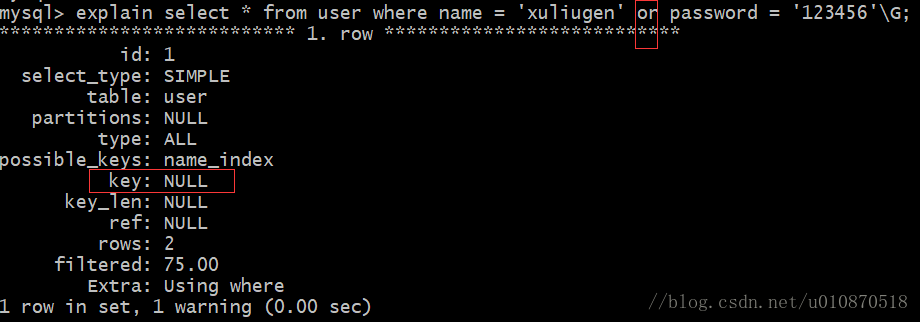 mysql> explain select * from user where name = 'xuliugen' or password = '123456'\G;
*************************** 1. row ***************************
id: 1
select_type: SIMPLE
table: user
partitions: NULL
type: ALL
possible_keys: name_index
key: NULL
key_len: NULL
ref: NULL
rows: 2
filtered: 75.00
Extra: Using where
1 row in set, 1 warning (0.00 sec)
//blog.csdn.net/u010870518